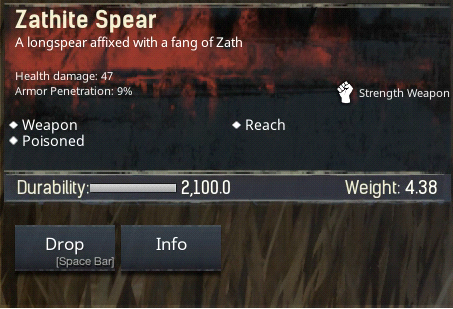 Zathite Spear
A longspear affixed with a fang of Zath
Health damage: 47
Armor Penetration: 9%
Strength Weapon
Weapon
Reach
Poisoned
Durability: 2,100.0
Weight: 4.38
Drop
[Space Bar]
Info